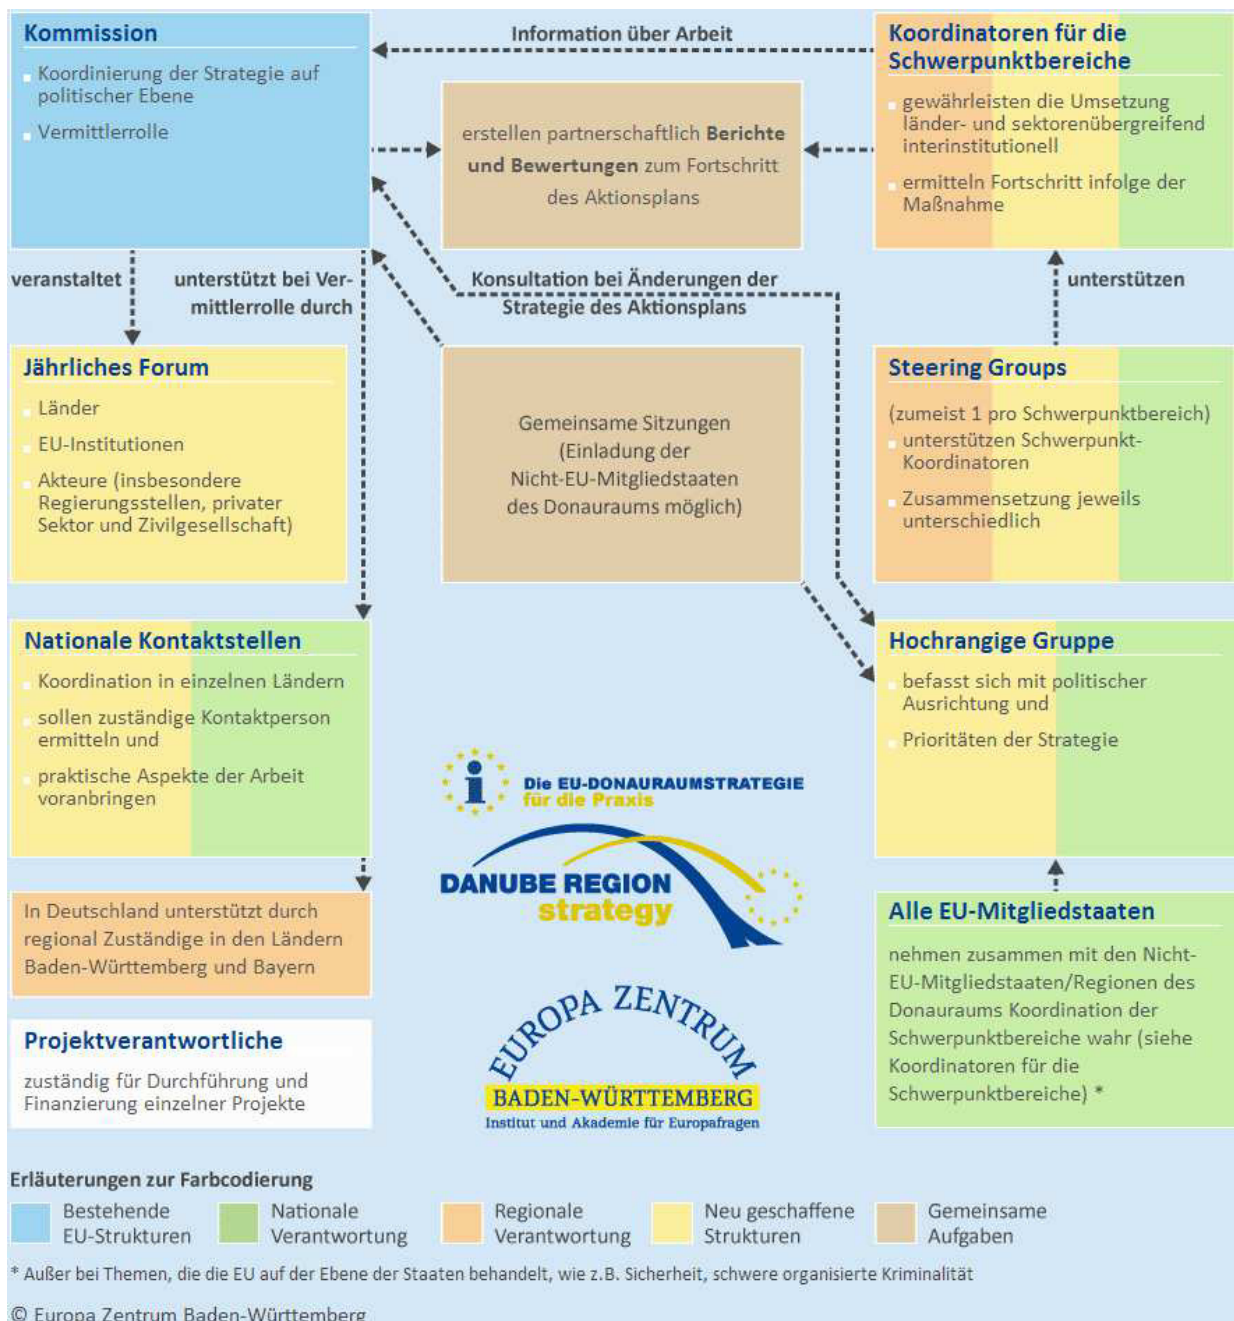 Kommission
Koordinierung der Strategie auf
politischer Ebene
Vermittlerrolle
Information über Arbeit
erstellen partnerschaftlich Berichte
und Bewertungen zum Fortschritt
des Aktionsplans
Koordinatoren für die
Schwerpunktbereiche
gewährleisten die Umsetzung
länder- und sektorenübergreifend
interinstitutionell
ermitteln Fortschritt infolge der
Maßnahme
veranstaltet
unterstützt bei Ver-
mittlerrolle durch
Konsultation bei Änderungen der
Strategie des Aktionsplans
unterstützen
Jährliches Forum
Länder
EU-Institutionen
Akteure (insbesondere
Regierungsstellen, privater
Sektor und Zivilgesellschaft)
Gemeinsame Sitzungen
(Einladung der
Nicht-EU-Mitgliedstaaten
des Donauraums möglich)
Steering Groups
(zumeist 1 pro Schwerpunktbereich)
unterstützen Schwerpunkt-
Koordinatoren
Zusammensetzung jeweils
unterschiedlich
Nationale Kontaktstellen
Koordination in einzelnen Ländern
sollen zuständige Kontaktperson
ermitteln und
praktische Aspekte der Arbeit
voranbringen
Hochrangige Gruppe
befasst sich mit politischer
Ausrichtung und
Prioritäten der Strategie
i
Die EU-DONAURAUMSTRATEGIE
für die Praxis
DANUBE REGION
strategy
In Deutschland unterstützt durch
regional Zuständige in den Ländern
Baden-Württemberg und Bayern
Alle EU-Mitgliedstaaten
nehmen zusammen mit den Nicht-
EU-Mitgliedstaaten/Regionen des
Donauraums Koordination der
Schwerpunktbereiche wahr (siehe
Koordinatoren für die
Schwerpunktbereiche) *
Projektverantwortliche
zuständig für Durchführung und
Finanzierung einzelner Projekte
EUROPA ZENTRUM
BADEN-WÜRTTEMBERG
Institut und Akademie für Europafragen
Erläuterungen zur Farbcodierung
Bestehende
EU-Strukturen
Nationale
Verantwortung
Regionale
Verantwortung
Neu geschaffene
Strukturen
Gemeinsame
Aufgaben
* Außer bei Themen, die die EU auf der Ebene der Staaten behandelt, wie z.B. Sicherheit, schwere organisierte Kriminalität
© Europa Zentrum Baden-Württemberg